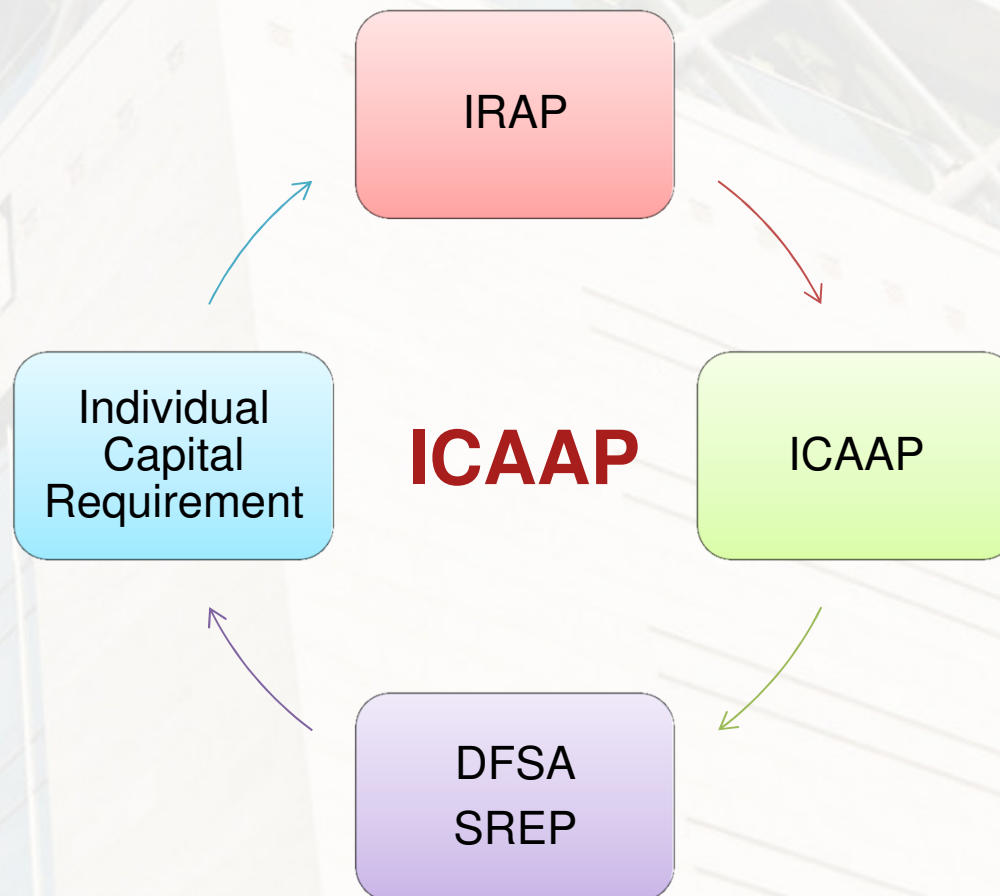 IRAP
Individual
Capital
Requirement
ICAAP
ICAAP
DFSA
SREP